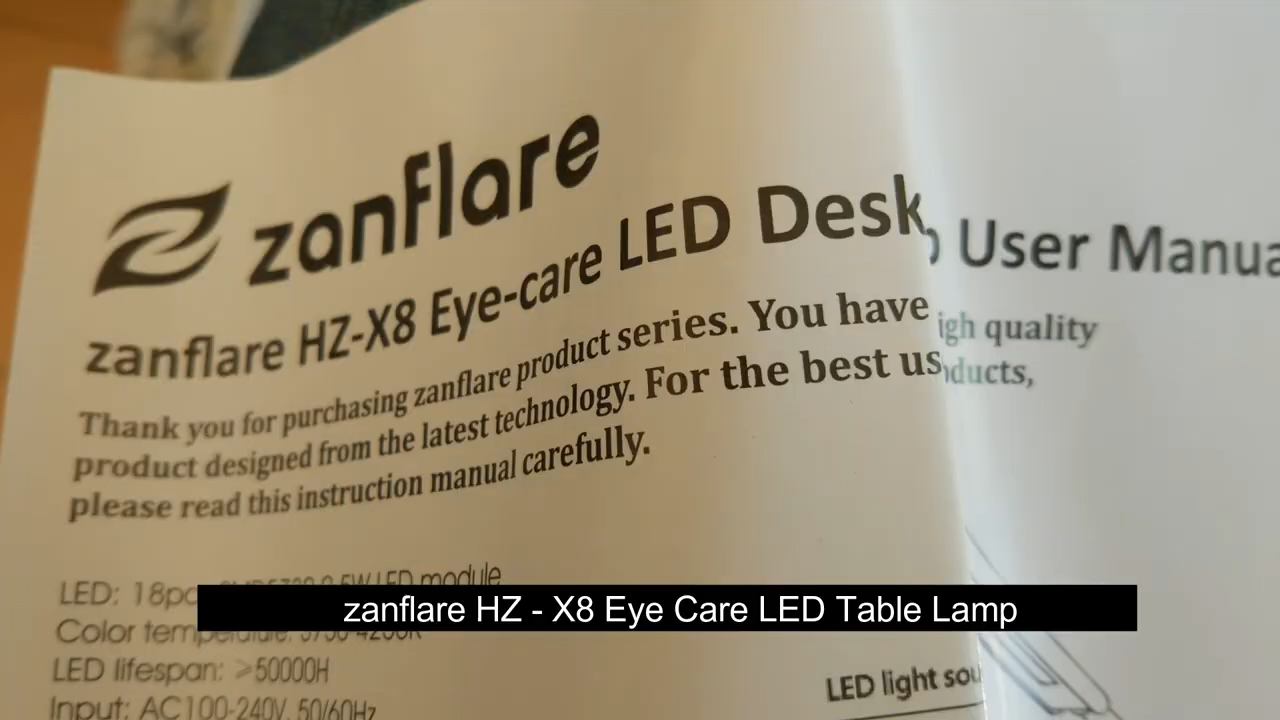 zanflare
zanflare HZ-X8 Eye-care LED Desk User Manua
Thank you for purchasing zanflare product series. You have igh quality
product designed from the latest technology. For the best us ducts,
please read this instruction manual carefully.
LED: 18pc LED module
Color temperature:
LED lifespan: >50000H
Input: AC100-240V, 50/60Hz
LED light sou
zanflare HZ - X8 Eye Care LED Table Lamp